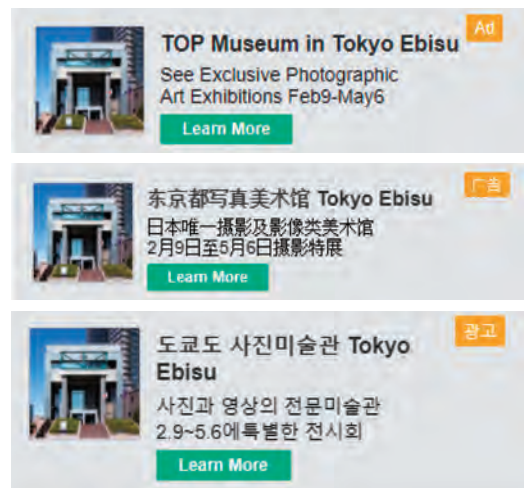 TOP Museum in Tokyo Ebisu
Ad
See Exclusive Photographic
Art Exhibitions Feb9-May6
Learn More
东京都写真美术馆 Tokyo Ebisu
广告
日本唯一摄影及影像类美术馆
2月9日至5月6日摄影特展
Learn More
도쿄도 사진미술관 Tokyo
Ebisu
광고
사진과 영상의 전문미술관
2.9~5.6에특별한 전시회
Learn More